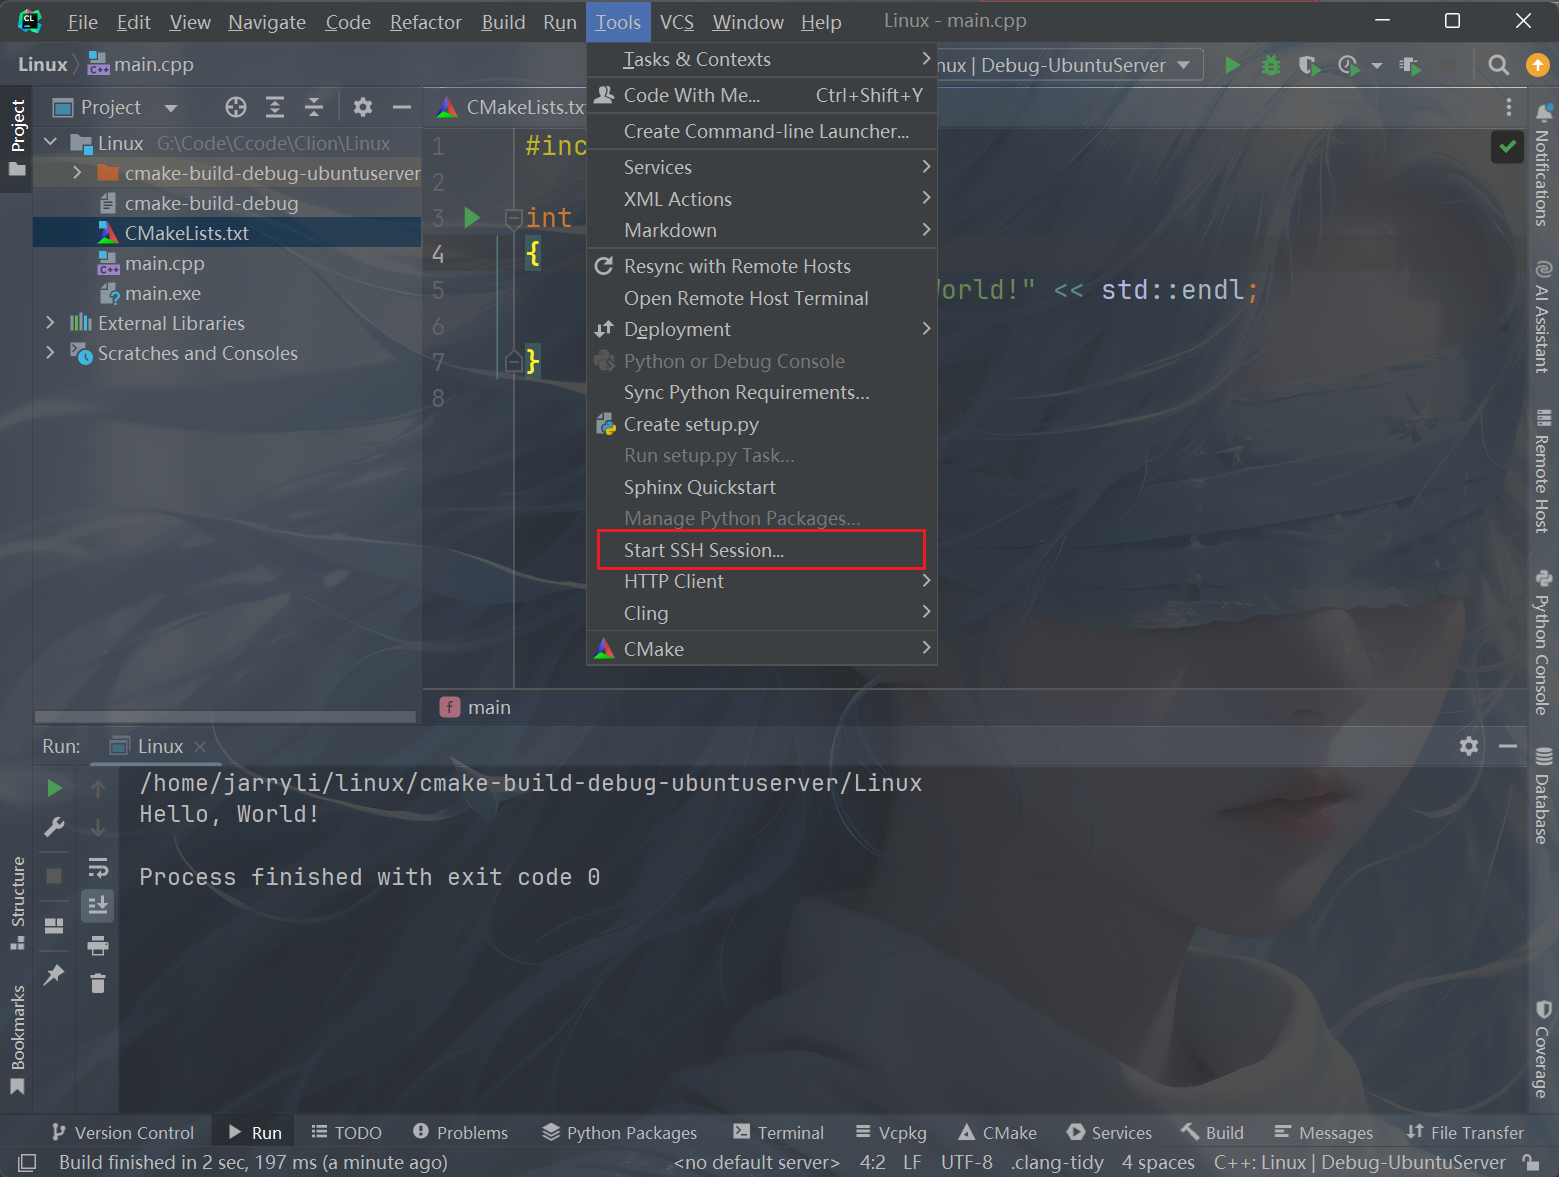 CL
File Edit View Navigate Code Refactor Build Run Tools VCS Window Help Linux - main.cpp
Linux main.cpp
nux | Debug-UbuntuServer
Project
Project
CMakeLists.tx
Linux G:\Code\Ccode\Clion\Linux
cmake-build-debug-ubuntuserver
cmake-build-debug
CMakeLists.txt
main.cpp
main.exe
External Libraries
Scratches and Consoles
1 #inc
2
3 int
4 {
5 World!" << std::endl;
6
7 }
8
Tasks & Contexts
Code With Me... Ctrl+Shift+Y
Create Command-line Launcher...
Services
XML Actions
Markdown
Resync with Remote Hosts
Open Remote Host Terminal
Deployment
Python or Debug Console
Sync Python Requirements...
Create setup.py
Run setup.py Task...
Sphinx Quickstart
Manage Python Packages...
Start SSH Session...
HTTP Client
Cling
CMake
Notifications
AI Assistant
Remote Host
Python Console
Database
Coverage
f main
Run: Linux
/home/jarryli/linux/cmake-build-debug-ubuntuserver/Linux
Hello, World!
Process finished with exit code 0
Structure
Bookmarks
Version Control Run TODO Problems Python Packages Terminal Vcpkg CMake Services Build Messages File Transfer
Build finished in 2 sec, 197 ms (a minute ago) <no default server> 4:2 LF UTF-8 .clang-tidy 4 spaces C++: Linux | Debug-UbuntuServer